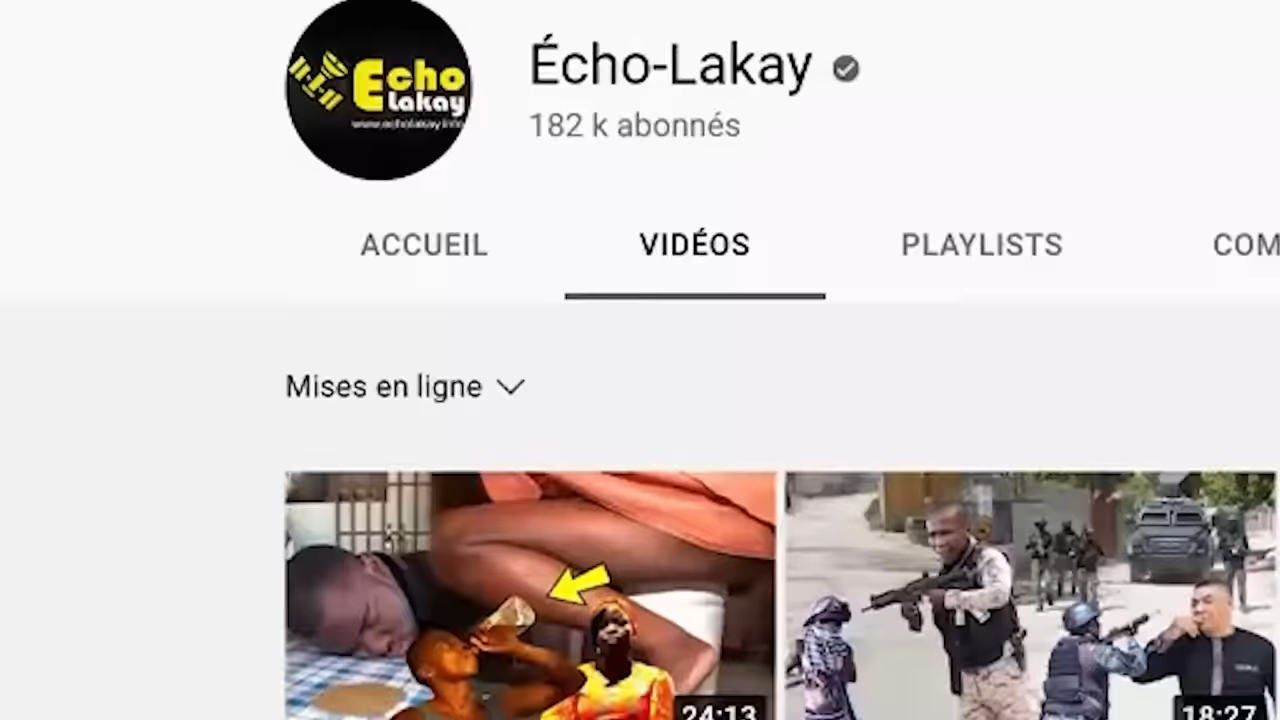 Écho
Lakay
www.echolakay.info
Écho-Lakay
182 k abonnés
ACCUEIL
VIDÉOS
PLAYLISTS
COM
Mises en ligne
24:13
18:27